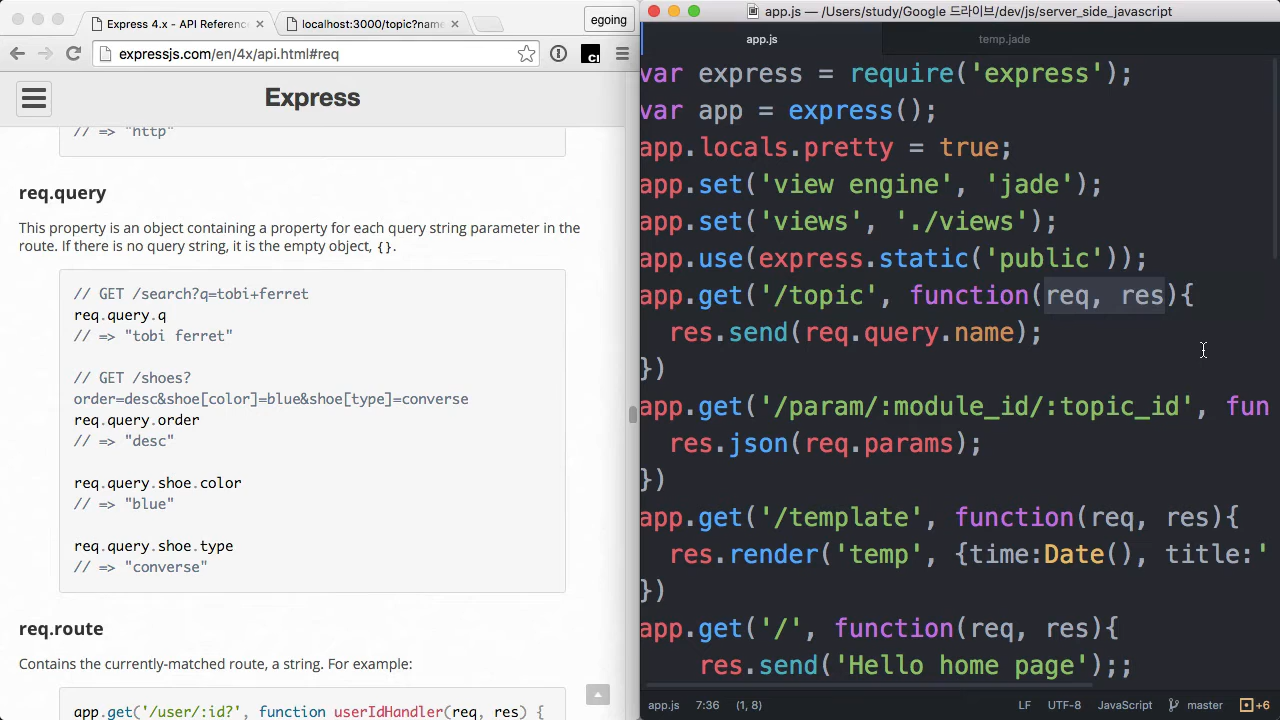 Express 4.x - API Referenc
localhost:3000/topic?name
egoing
expressjs.com/en/4x/api.html#req
Express
// => "http"
req.query
This property is an object containing a property for each query string parameter in the
route. If there is no query string, it is the empty object, {}.
// GET /search?q=tobi+ferret
req.query.q
// => "tobi ferret"
// GET /shoes?
order=desc&shoe[color]=blue&shoe[type]=converse
req.query.order
// => "desc"
req.query.shoe.color
// => "blue"
req.query.shoe.type
// => "converse"
req.route
Contains the currently-matched route, a string. For example:
app.get('/user/:id?', function userIdHandler(req, res) {
app.js — /Users/study/Google 드라이브/dev/js/server_side_javascript
app.js
temp.jade
var express = require('express');
var app = express();
app.locals.pretty = true;
app.set('view engine', 'jade');
app.set('views', './views');
app.use(express.static('public'));
app.get('/topic', function(req, res){
res.send(req.query.name);
})
app.get('/param/:module_id/:topic_id', fun
res.json(req.params);
})
app.get('/template', function(req, res){
res.render('temp', {time:Date(), title:'
})
app.get('/', function(req, res){
res.send('Hello home page');;
app.js 7:36 (1, 8) LF UTF-8 JavaScript master +6